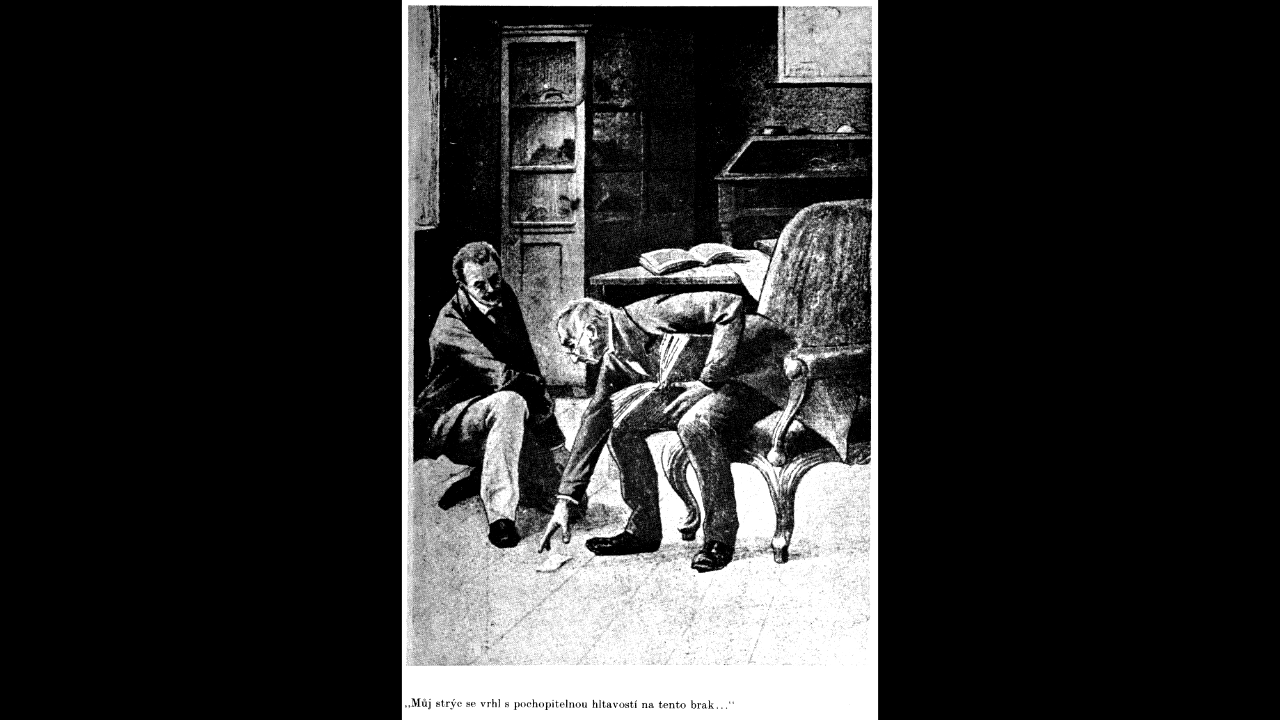 „Můj strýc se vrhl s pochopitelnou hltavostí na tento brak...“